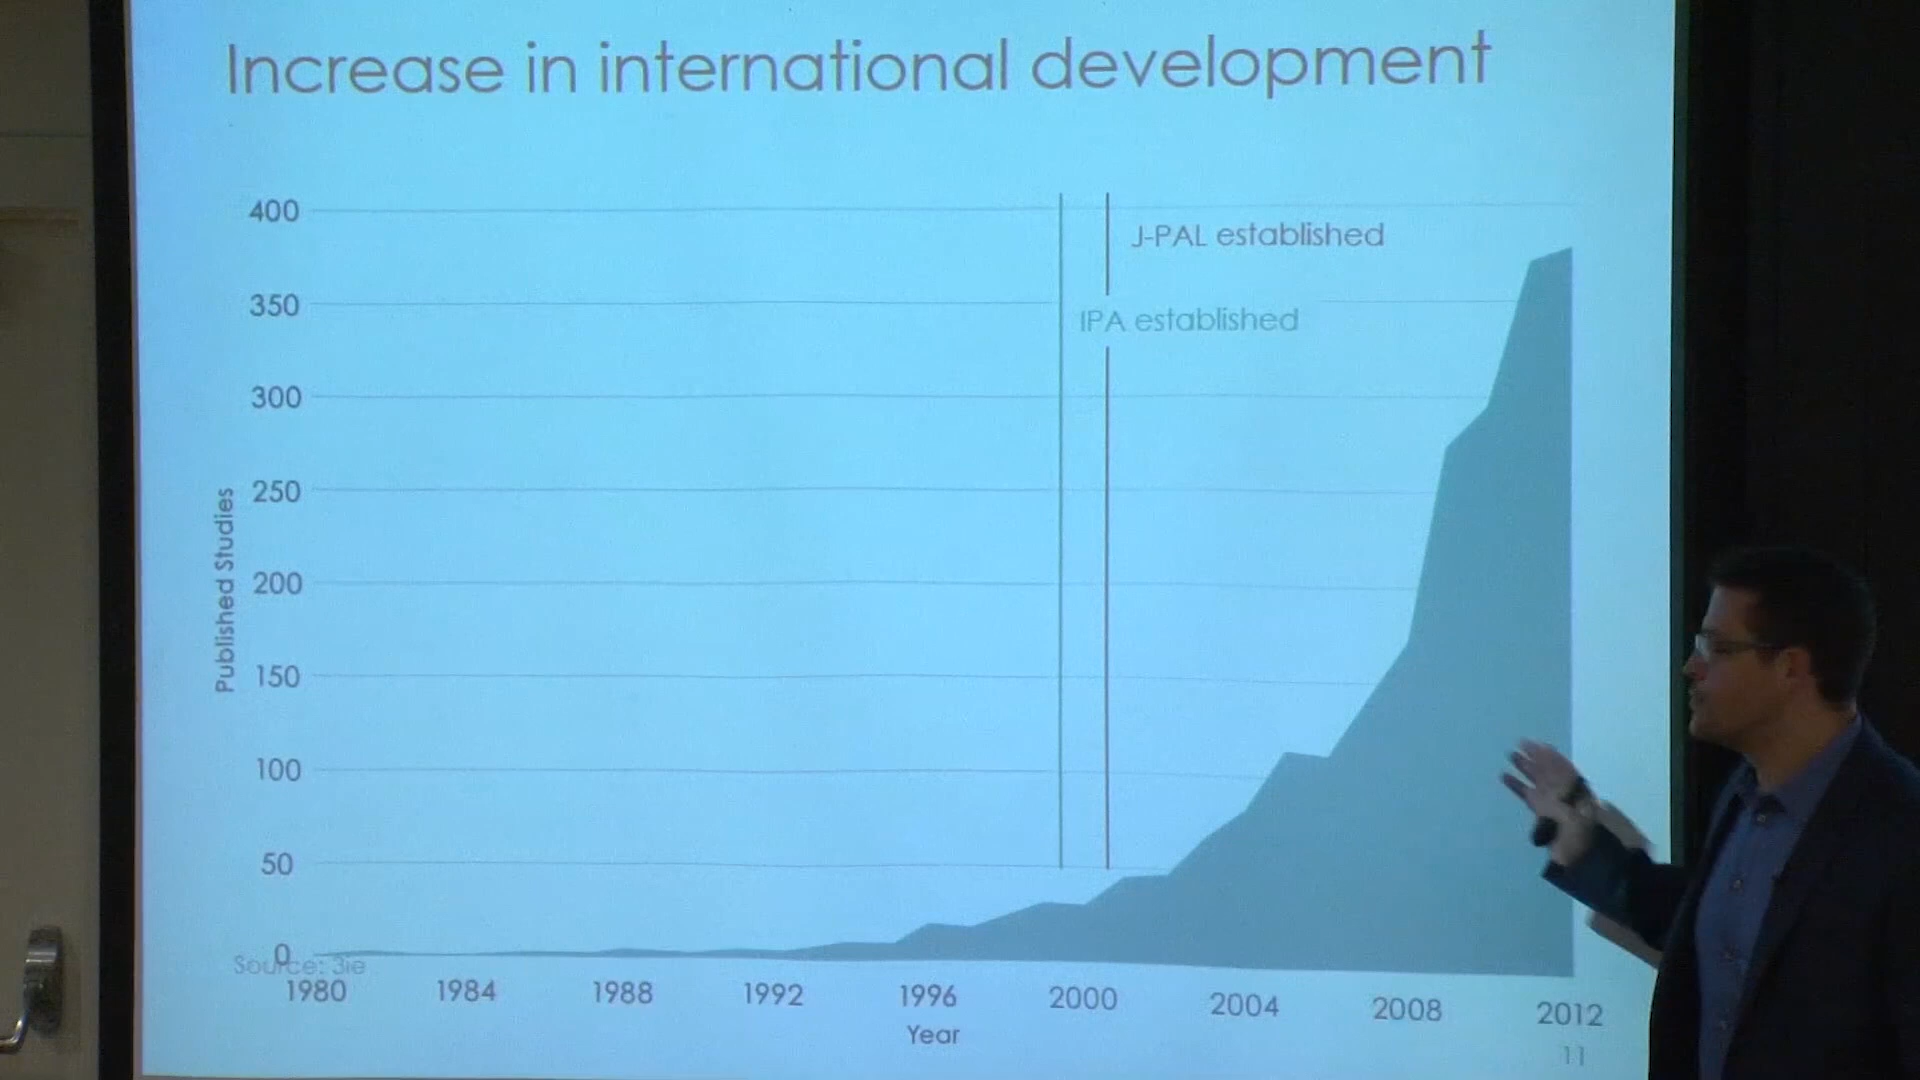 Increase in international development
400
J-PAL established
350
IPA established
300
250
200
150
100
50
0
Published Studies
Source: 3ie
1980 1984 1988 1992 1996 2000 2004 2008 2012
Year
11